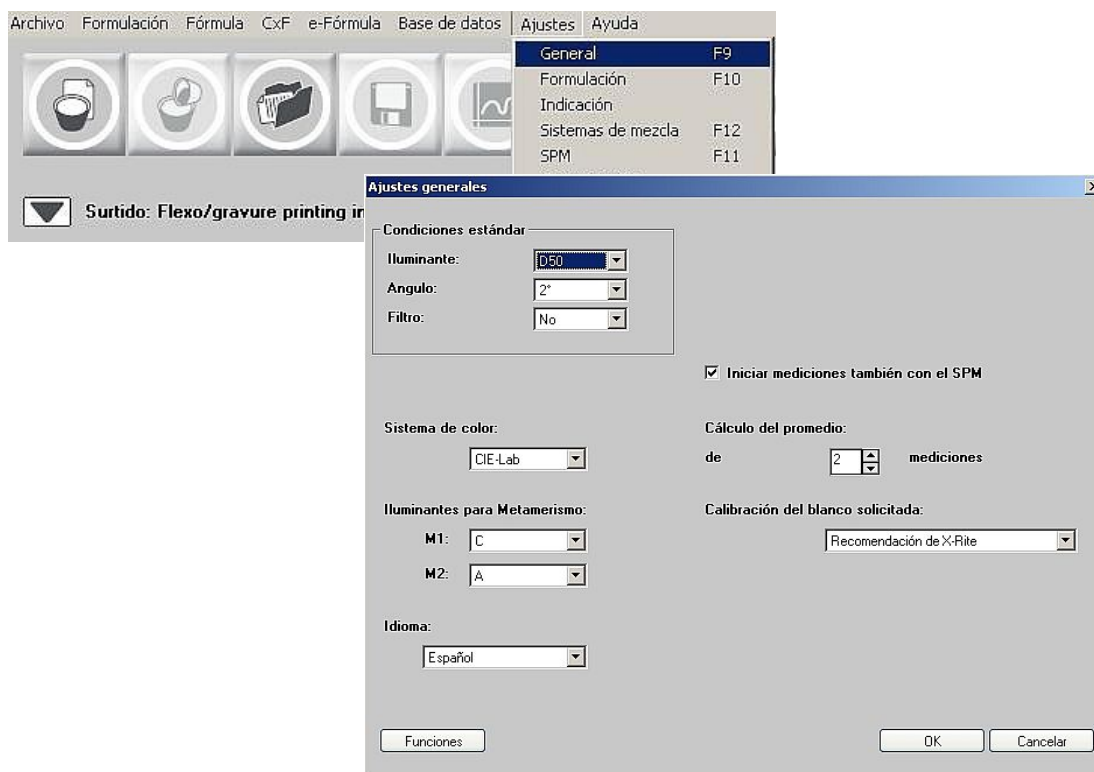 Archivo Formulación Fórmula CxF e-Fórmula Base de datos Ajustes Ayuda
General F9
Formulación F10
Indicación
Sistemas de mezcla F12
SPM F11
Surtido: Flexo/gravure printing
Ajustes generales
Condiciones estándar
Iluminante: D50
Angulo: 2°
Filtro: No
Iniciar mediciones también con el SPM
Sistema de color:
CIE-Lab
Cálculo del promedio:
de 2 mediciones
Iluminantes para Metamerismo:
M1: C
M2: A
Calibración del blanco solicitada:
Recomendación de X-Rite
Idioma:
Español
Funciones OK Cancelar